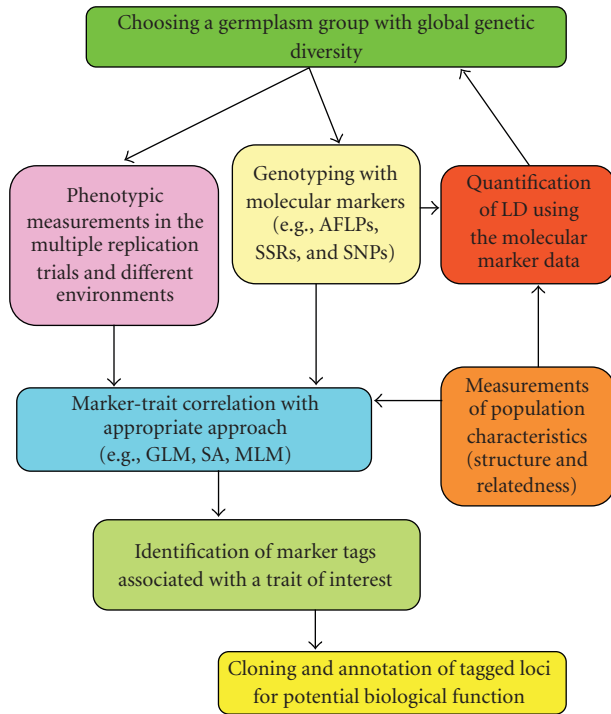 Choosing a germplasm group with global genetic
diversity
Phenotypic
measurements in the
multiple replication
trials and different
environments
Genotyping with
molecular markers
(e.g., AFLPs,
SSRs, and SNPs)
Quantification
of LD using
the molecular
marker data
Marker-trait correlation with
appropriate approach
(e.g., GLM, SA, MLM)
Measurements
of population
characteristics
(structure and
relatedness)
Identification of marker tags
associated with a trait of interest
Cloning and annotation of tagged loci
for potential biological function